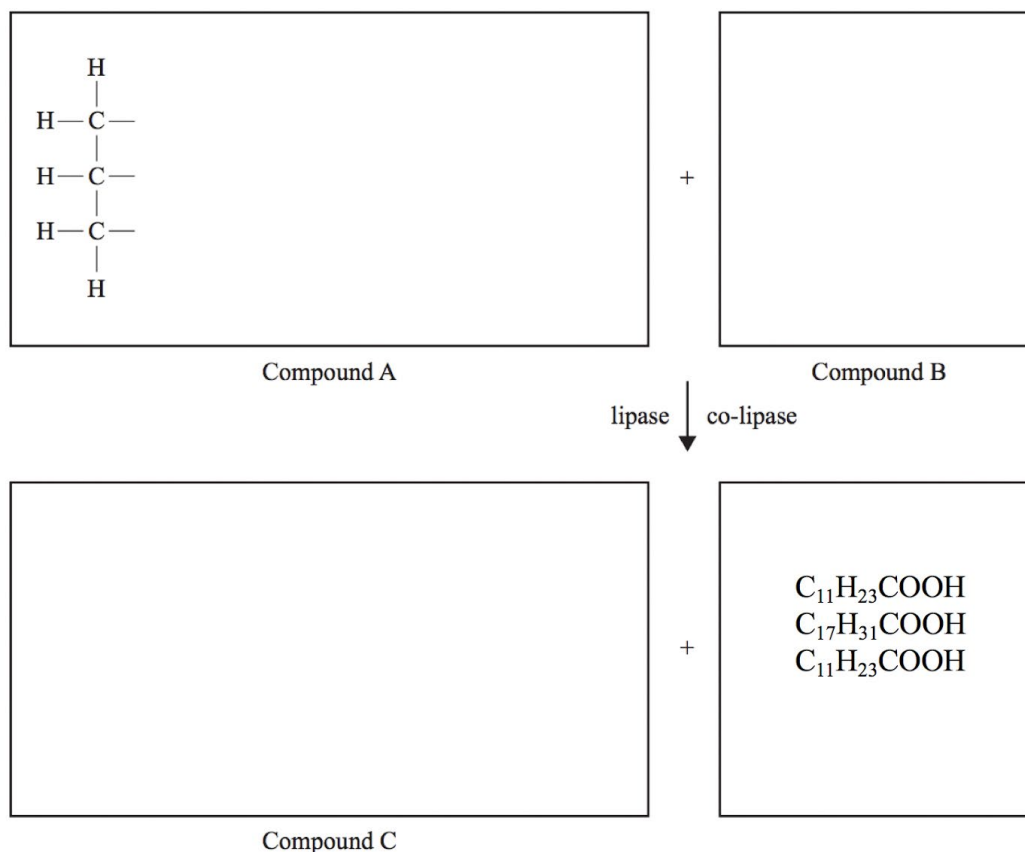 H
H—C—
H—C—
+
H—C—
H
Compound A
Compound B
lipase
co-lipase
C₁₁H₂₃COOH
C₁₇H₃₁COOH
+
C₁₁H₂₃COOH
Compound C